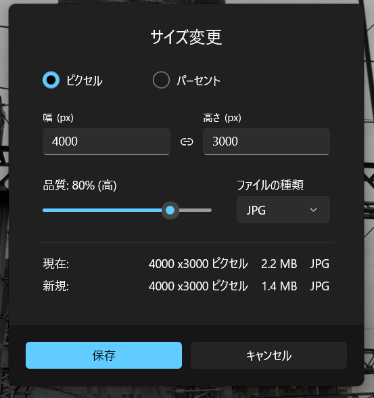 サイズ変更
ピクセル パーセント
幅 (px) 高さ (px)
4000 3000
品質: 80% (高) ファイルの種類
JPG
現在: 4000 x3000 ピクセル 2.2 MB JPG
新規: 4000 x3000 ピクセル 1.4 MB JPG
保存 キャンセル